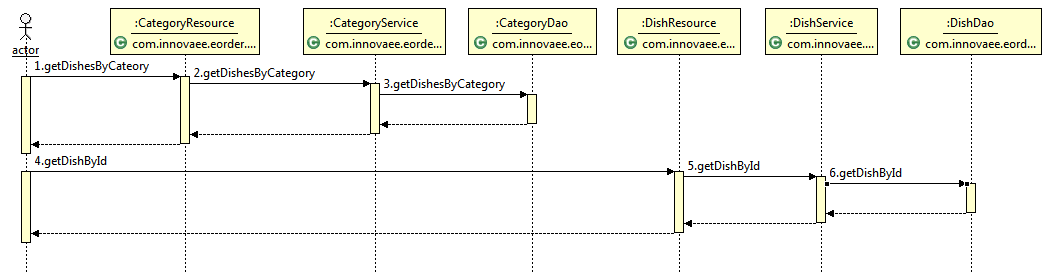 :CategoryResource
com.innovaee.eorder....
:CategoryService
com.innovaee.eorde...
:CategoryDao
com.innovaee.eo...
:DishResource
com.innovaee.e...
:DishService
com.innovaee....
:DishDao
com.innovaee.eord...
actor
1.getDishesByCateory
2.getDishesByCategory
3.getDishesByCategory
4.getDishById
5.getDishById
6.getDishById